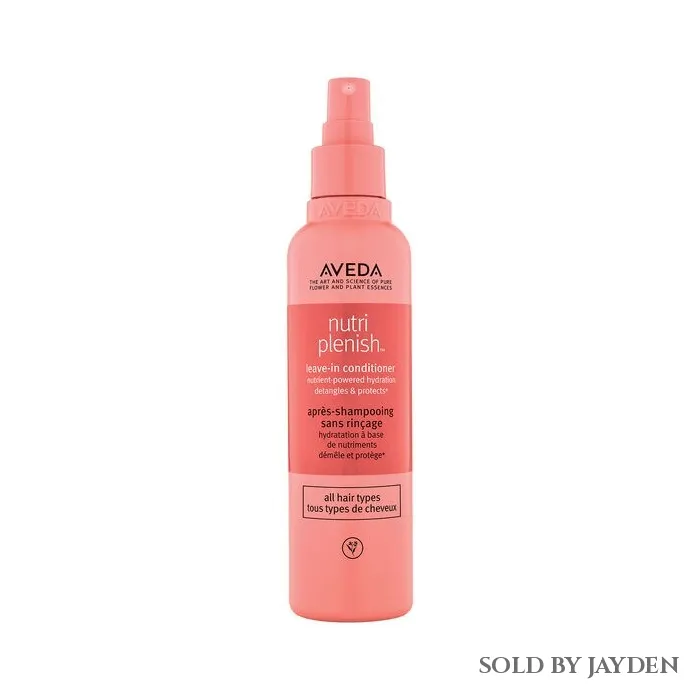 AVEDA
AVEDA
THE ART AND SCIENCE OF PURE
FLOWER AND PLANT ESSENCES
nutri
plenish™
leave-in conditioner
nutrient-powered hydration
detangles & protects*
après-shampooing
sans rinçage
hydratation à base
de nutriments
démêle et protège*
all hair types
tous types de cheveux
SOLD BY JAYDEN